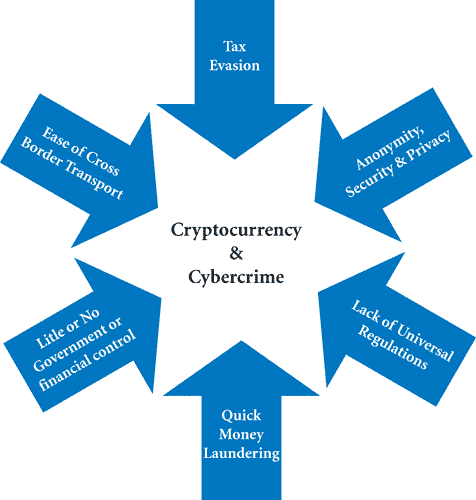 Tax
Evasion
Ease of Cross
Border Transport
Anonymity,
Security & Privacy
Cryptocurrency
&
Cybercrime
Litle or No
Government or
financial control
Lack of Universal
Regulations
Quick
Money
Laundering